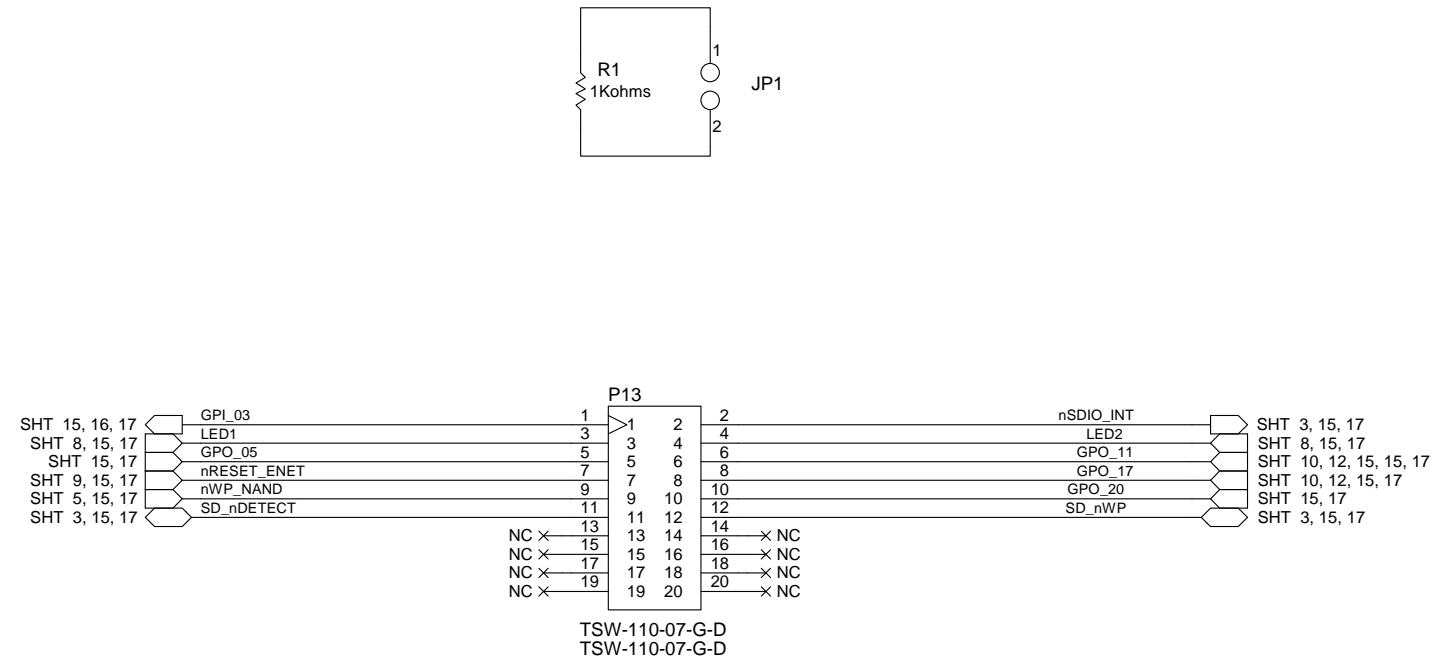 1
R1
1Kohms
JP1
2
P13
SHT 15, 16, 17 GPI_03 1 1 2 2 nSDIO_INT SHT 3, 15, 17
SHT 8, 15, 17 LED1 3 3 4 4 LED2 SHT 8, 15, 17
SHT 15, 17 GPO_05 5 5 6 6 GPO_11 SHT 10, 12, 15, 15, 17
SHT 9, 15, 17 nRESET_ENET 7 7 8 8 GPO_17 SHT 10, 12, 15, 17
SHT 5, 15, 17 nWP_NAND 9 9 10 10 GPO_20 SHT 15, 17
SHT 3, 15, 17 SD_nDETECT 11 11 12 12 SD_nWP SHT 3, 15, 17
NC 13 13 14 14 NC
NC 15 15 16 16 NC
NC 17 17 18 18 NC
NC 19 19 20 20 NC
TSW-110-07-G-D
TSW-110-07-G-D